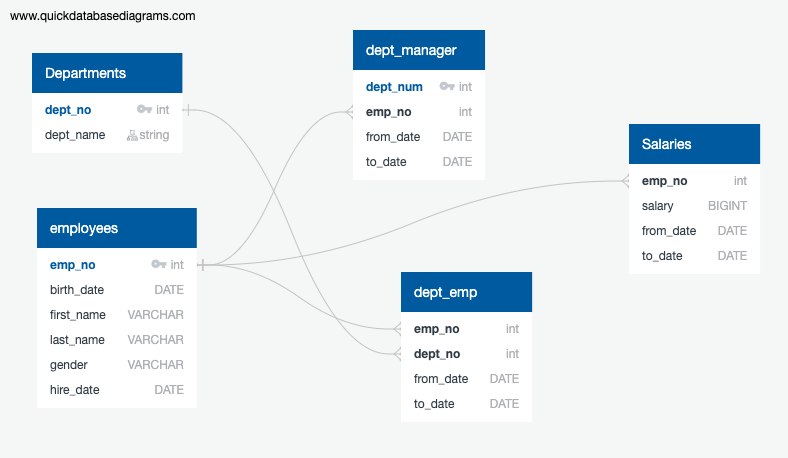 www.quickdatabasediagrams.com
Departments
dept_no int
dept_name string
employees
emp_no int
birth_date DATE
first_name VARCHAR
last_name VARCHAR
gender VARCHAR
hire_date DATE
dept_manager
dept_num int
emp_no int
from_date DATE
to_date DATE
dept_emp
emp_no int
dept_no int
from_date DATE
to_date DATE
Salaries
emp_no int
salary BIGINT
from_date DATE
to_date DATE